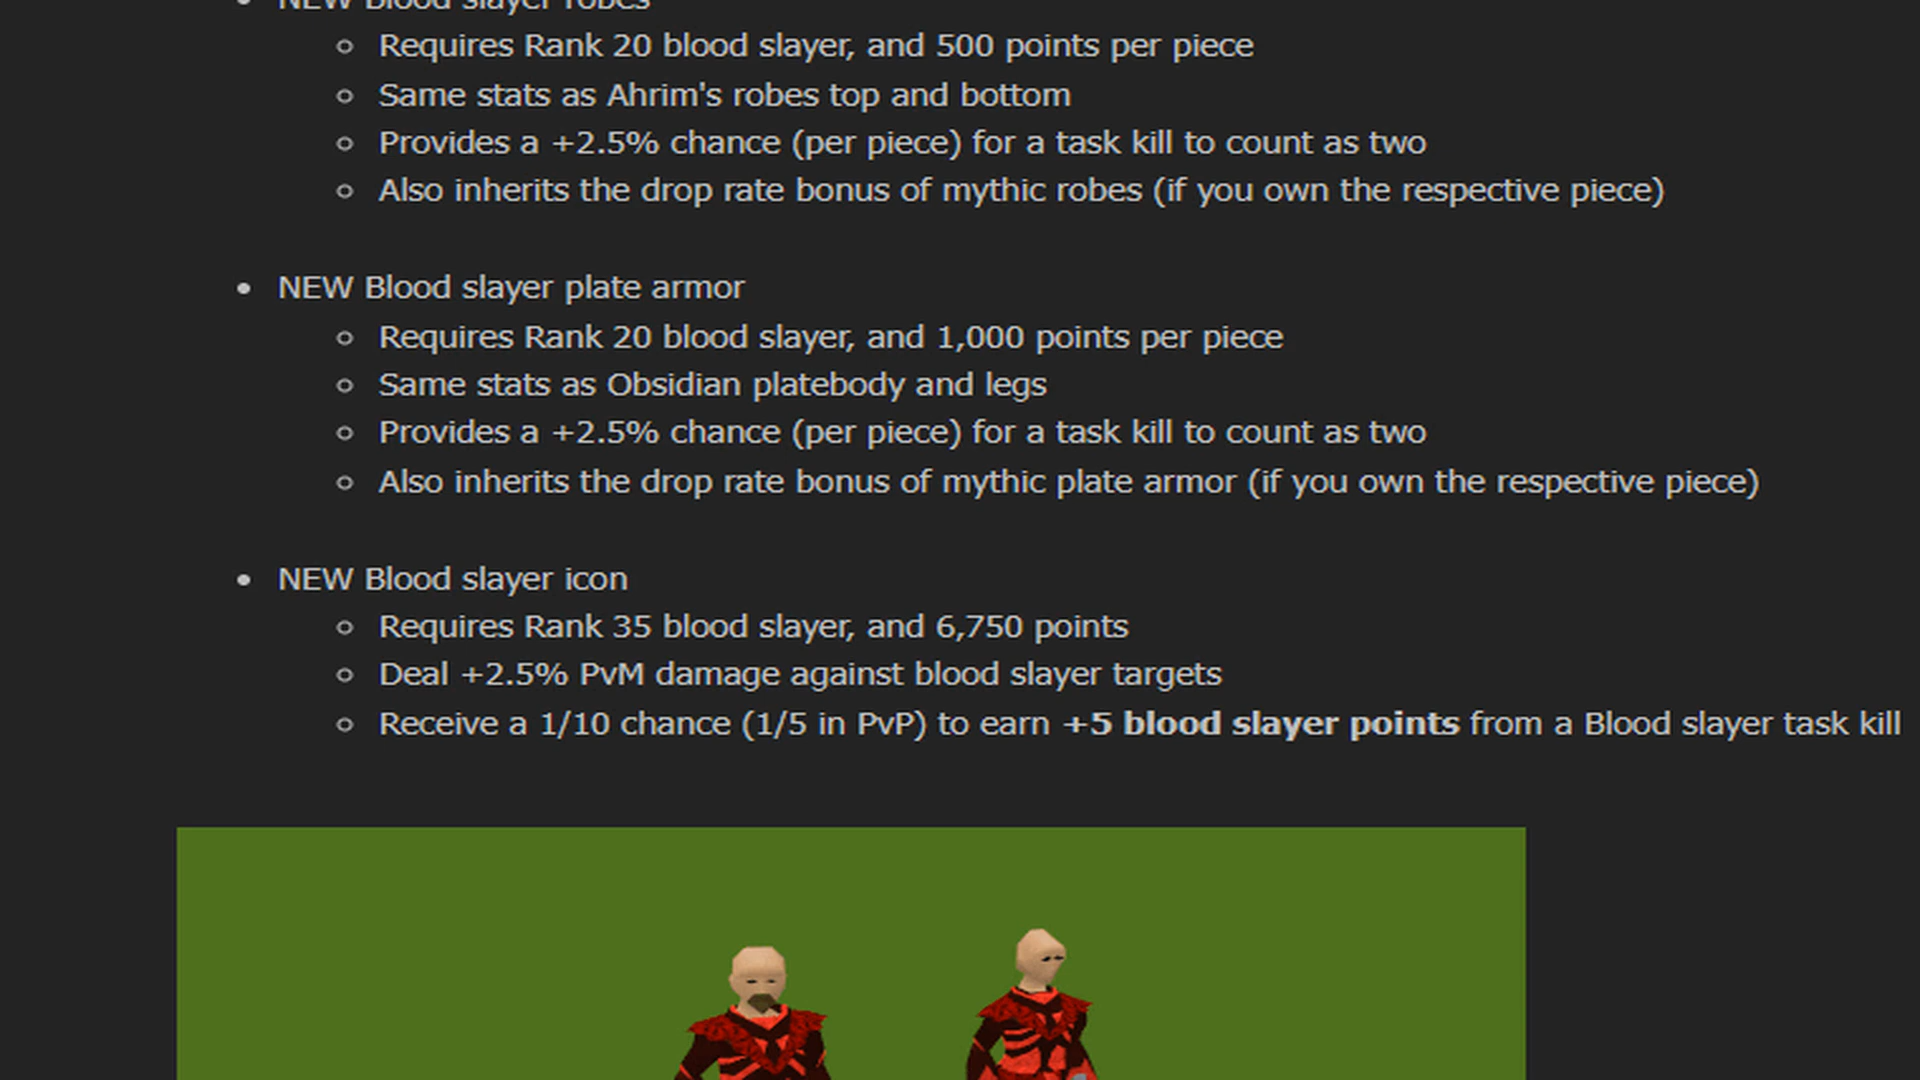 NEW Blood slayer robes
Requires Rank 20 blood slayer, and 500 points per piece
Same stats as Ahrim's robes top and bottom
Provides a +2.5% chance (per piece) for a task kill to count as two
Also inherits the drop rate bonus of mythic robes (if you own the respective piece)
NEW Blood slayer plate armor
Requires Rank 20 blood slayer, and 1,000 points per piece
Same stats as Obsidian platebody and legs
Provides a +2.5% chance (per piece) for a task kill to count as two
Also inherits the drop rate bonus of mythic plate armor (if you own the respective piece)
NEW Blood slayer icon
Requires Rank 35 blood slayer, and 6,750 points
Deal +2.5% PvM damage against blood slayer targets
Receive a 1/10 chance (1/5 in PvP) to earn +5 blood slayer points from a Blood slayer task kill